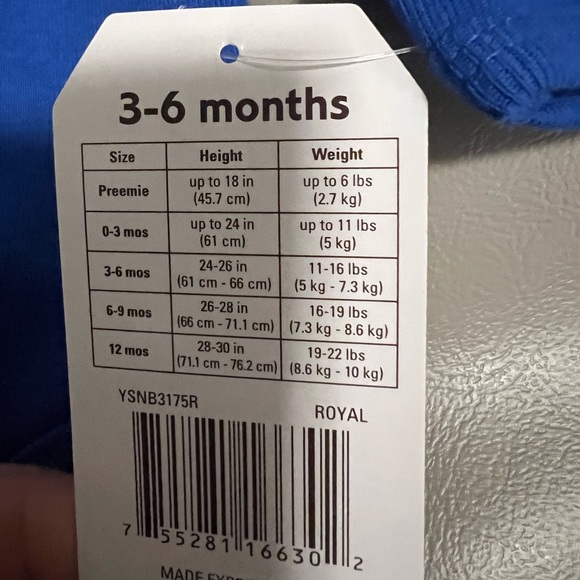 3-6 months
Size Height Weight
Preemie up to 18 in (45.7 cm) up to 6 lbs (2.7 kg)
0-3 mos up to 24 in (61 cm) up to 11 lbs (5 kg)
3-6 mos 24-26 in (61 cm - 66 cm) 11-16 lbs (5 kg - 7.3 kg)
6-9 mos 26-28 in (66 cm - 71.1 cm) 16-19 lbs (7.3 kg - 8.6 kg)
12 mos 28-30 in (71.1 cm - 76.2 cm) 19-22 lbs (8.6 kg - 10 kg)
YSNB3175R ROYAL
7 55281 16630 2
MADE